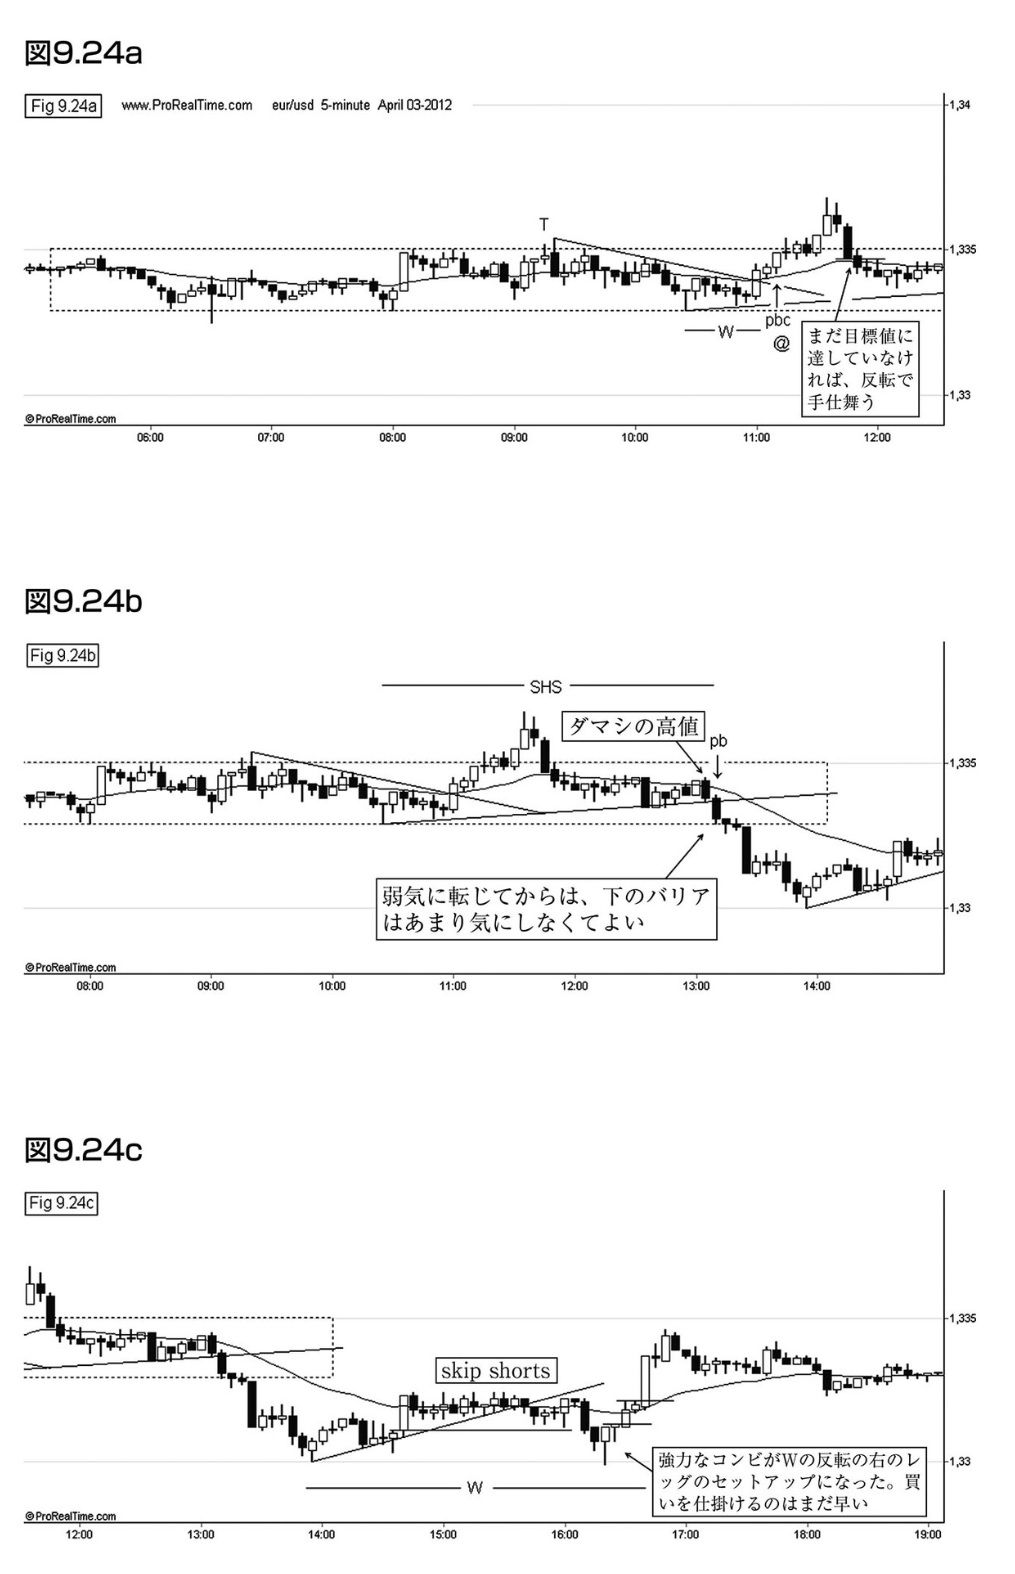 図9.24a
Fig 9.24a www.ProRealTime.com eur/usd 5-minute April 03-2012
1,34
T
1,335
W
pbc
@
まだ目標値に
達していなけ
れば、反転で
手仕舞う
1,33
©ProRealTime.com
06:00 07:00 08:00 09:00 10:00 11:00 12:00
図9.24b
Fig 9.24b
SHS
ダマシの高値
pb
1,335
弱気に転じてからは、下のバリア
はあまり気にしなくてよい
1,33
©ProRealTime.com
08:00 09:00 10:00 11:00 12:00 13:00 14:00
図9.24c
Fig 9.24c
1,335
skip shorts
1,33
強力なコンビがWの反転の右のレ
ッグのセットアップになった。買
いを仕掛けるのはまだ早い
W
©ProRealTime.com
12:00 13:00 14:00 15:00 16:00 17:00 18:00 19:00